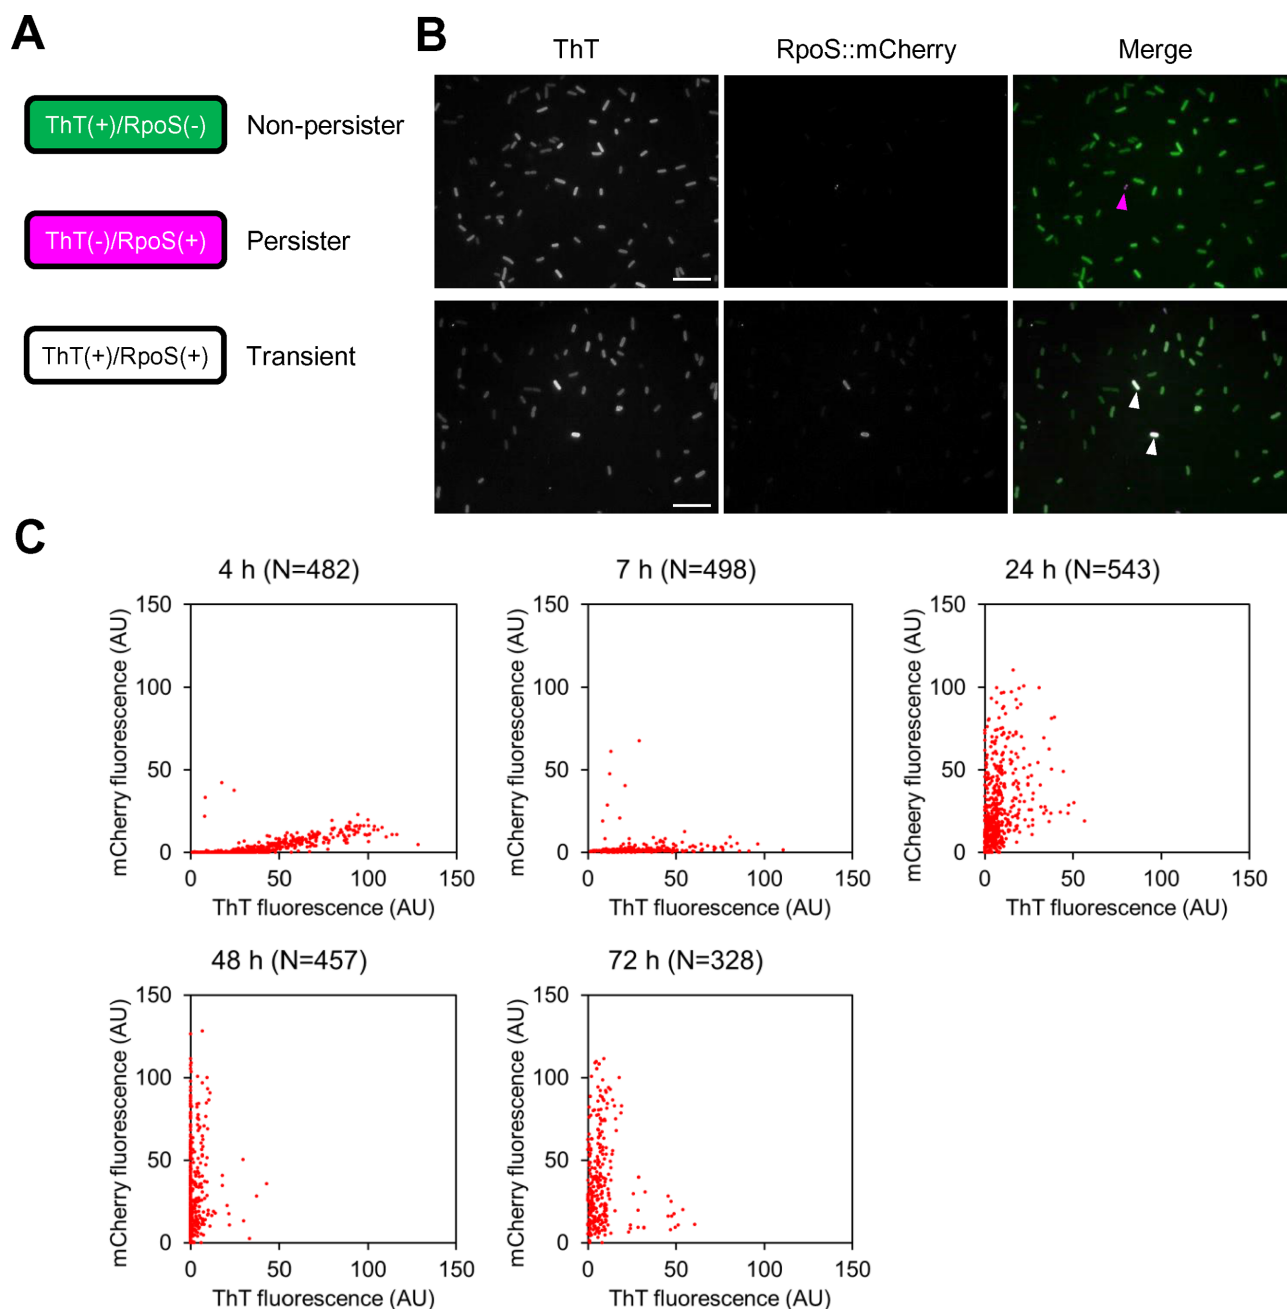 A
ThT(+)/RpoS(-) Non-persister
ThT(-)/RpoS(+) Persister
ThT(+)/RpoS(+) Transient
B
ThT RpoS::mCherry Merge
C
4 h (N=482)
mCherry fluorescence (AU)
150
100
50
0
0 50 100 150
ThT fluorescence (AU)
7 h (N=498)
mCherry fluorescence (AU)
150
100
50
0
0 50 100 150
ThT fluorescence (AU)
24 h (N=543)
mCheery fluorescence (AU)
150
100
50
0
0 50 100 150
ThT fluorescence (AU)
48 h (N=457)
mCherry fluorescence (AU)
150
100
50
0
0 50 100 150
ThT fluorescence (AU)
72 h (N=328)
mCherry fluorescence (AU)
150
100
50
0
0 50 100 150
ThT fluorescence (AU)